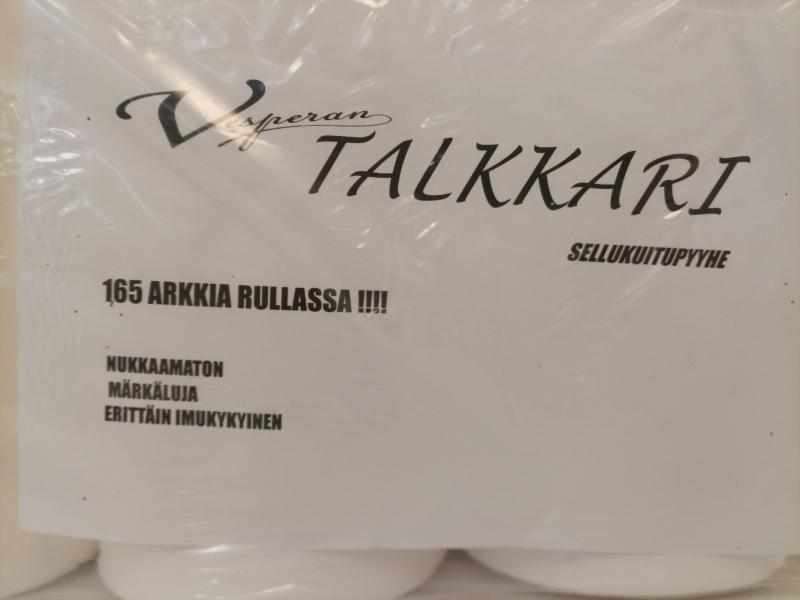 Vesperan
TALKKARI
SELLUKUITUPYYHE
165 ARKKIA RULLASSA !!!!
NUKKAAMATON
MÄRKÄLUJA
ERITTÄIN IMUKYKYINEN